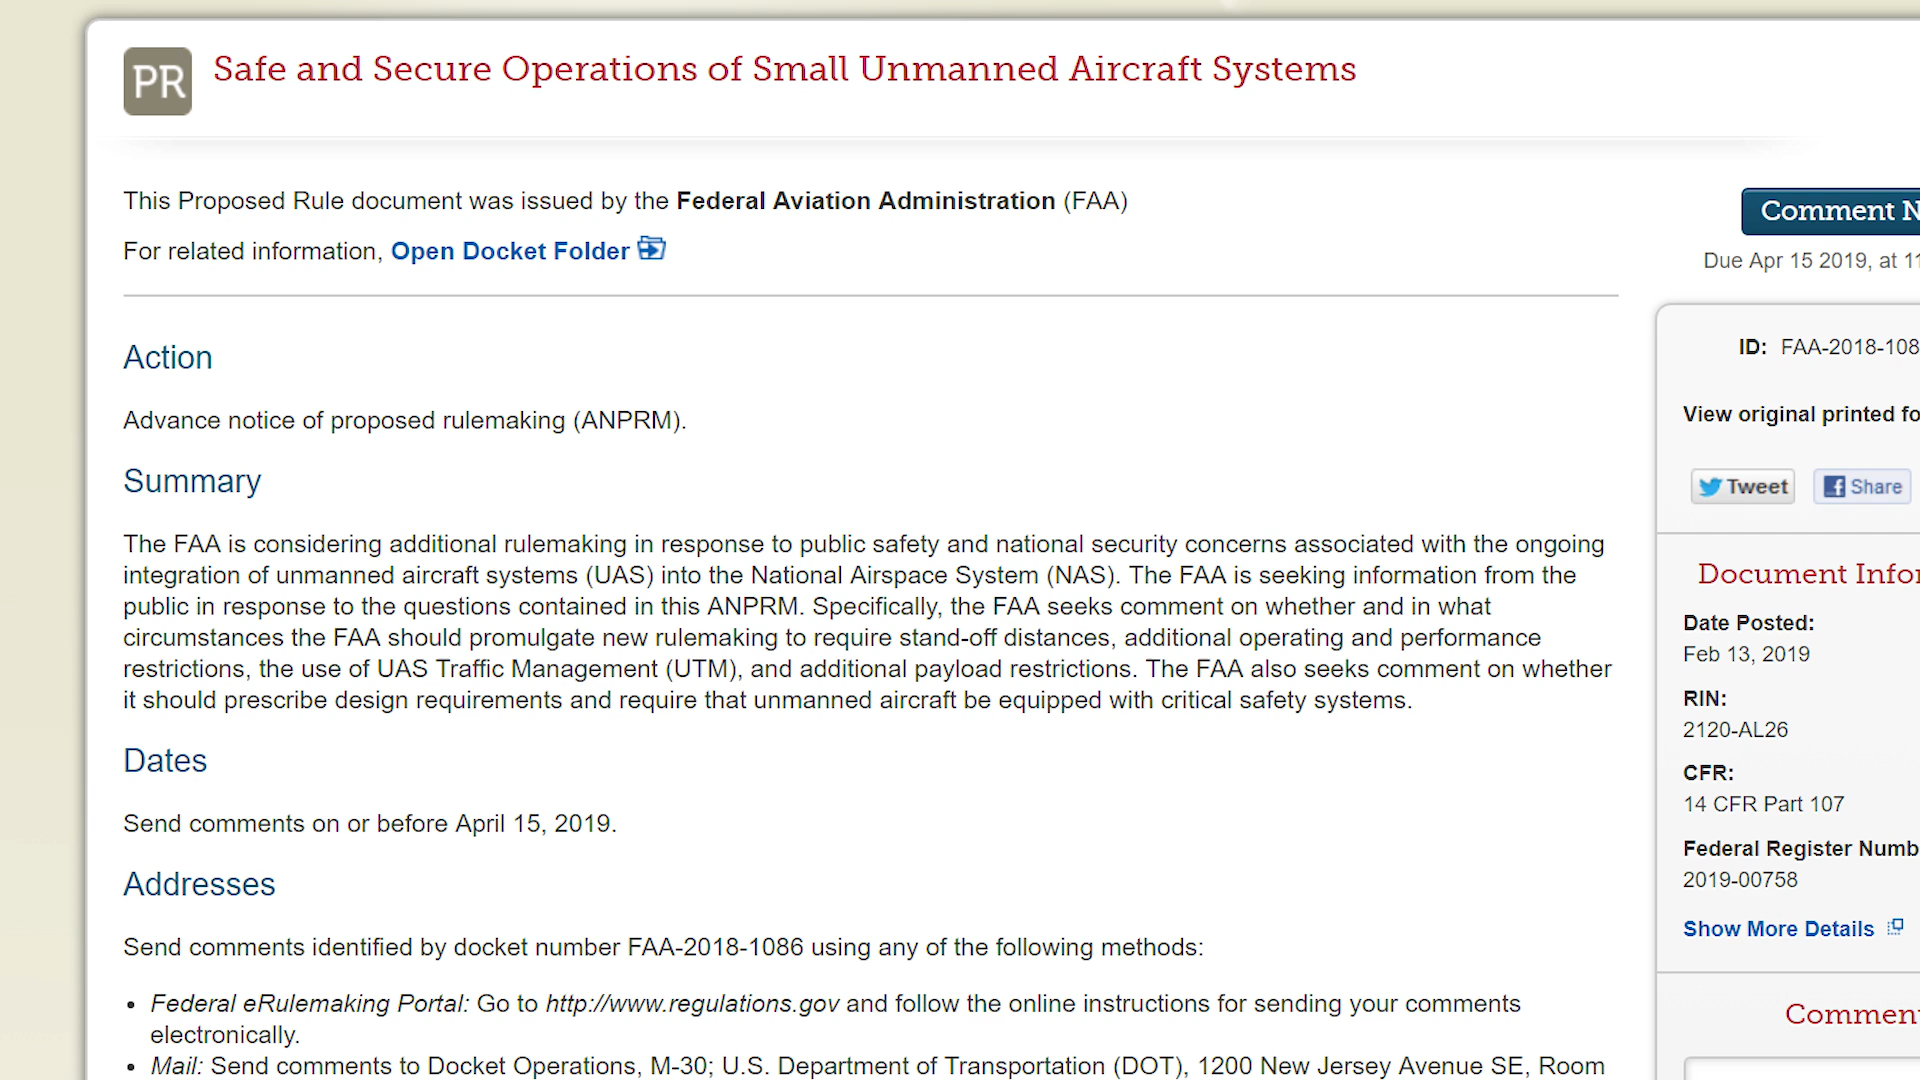 PR
Safe and Secure Operations of Small Unmanned Aircraft Systems
This Proposed Rule document was issued by the Federal Aviation Administration (FAA)
For related information, Open Docket Folder
Action
Advance notice of proposed rulemaking (ANPRM).
Summary
The FAA is considering additional rulemaking in response to public safety and national security concerns associated with the ongoing
integration of unmanned aircraft systems (UAS) into the National Airspace System (NAS). The FAA is seeking information from the
public in response to the questions contained in this ANPRM. Specifically, the FAA seeks comment on whether and in what
circumstances the FAA should promulgate new rulemaking to require stand-off distances, additional operating and performance
restrictions, the use of UAS Traffic Management (UTM), and additional payload restrictions. The FAA also seeks comment on whether
it should prescribe design requirements and require that unmanned aircraft be equipped with critical safety systems.
Dates
Send comments on or before April 15, 2019.
Addresses
Send comments identified by docket number FAA-2018-1086 using any of the following methods:
• Federal eRulemaking Portal: Go to http://www.regulations.gov and follow the online instructions for sending your comments
electronically.
• Mail: Send comments to Docket Operations, M-30; U.S. Department of Transportation (DOT), 1200 New Jersey Avenue SE, Room
Comment N
Due Apr 15 2019, at 11
ID: FAA-2018-108
View original printed fo
Tweet
Share
Document Infor
Date Posted:
Feb 13, 2019
RIN:
2120-AL26
CFR:
14 CFR Part 107
Federal Register Numb
2019-00758
Show More Details
Commen